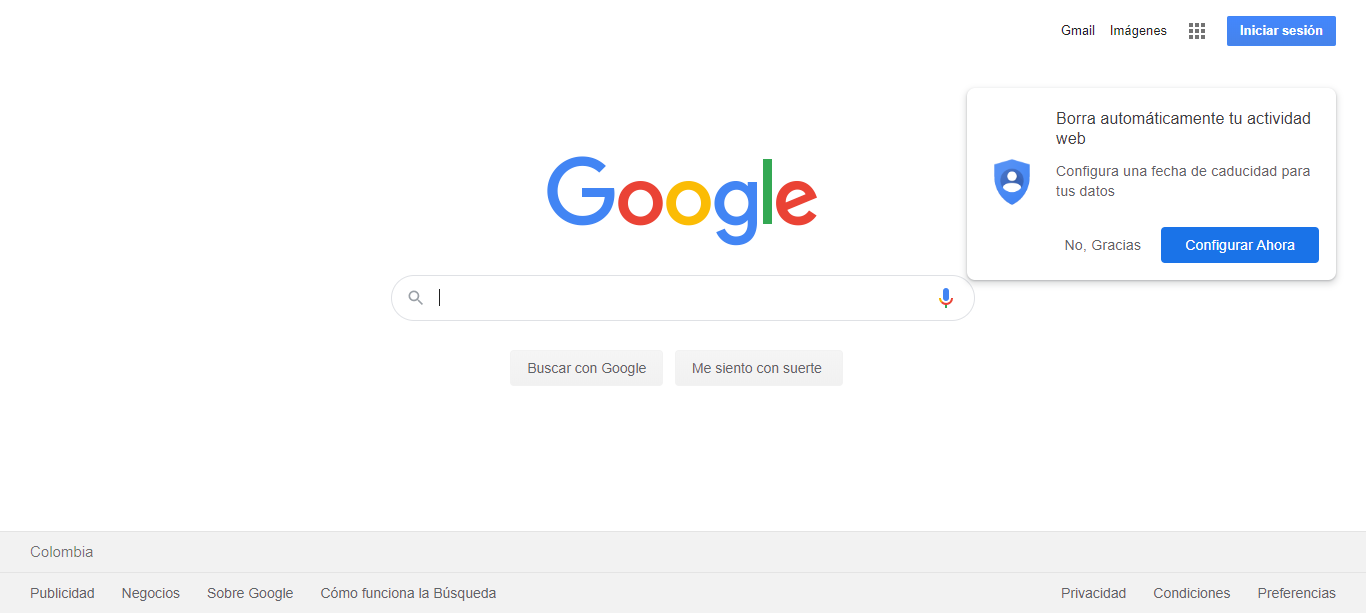 Gmail Imágenes Iniciar sesión
Borra automáticamente tu actividad
web
Configura una fecha de caducidad para
tus datos
No, Gracias Configurar Ahora
Google
Buscar con Google Me siento con suerte
Colombia
Publicidad Negocios Sobre Google Cómo funciona la Búsqueda Privacidad Condiciones Preferencias